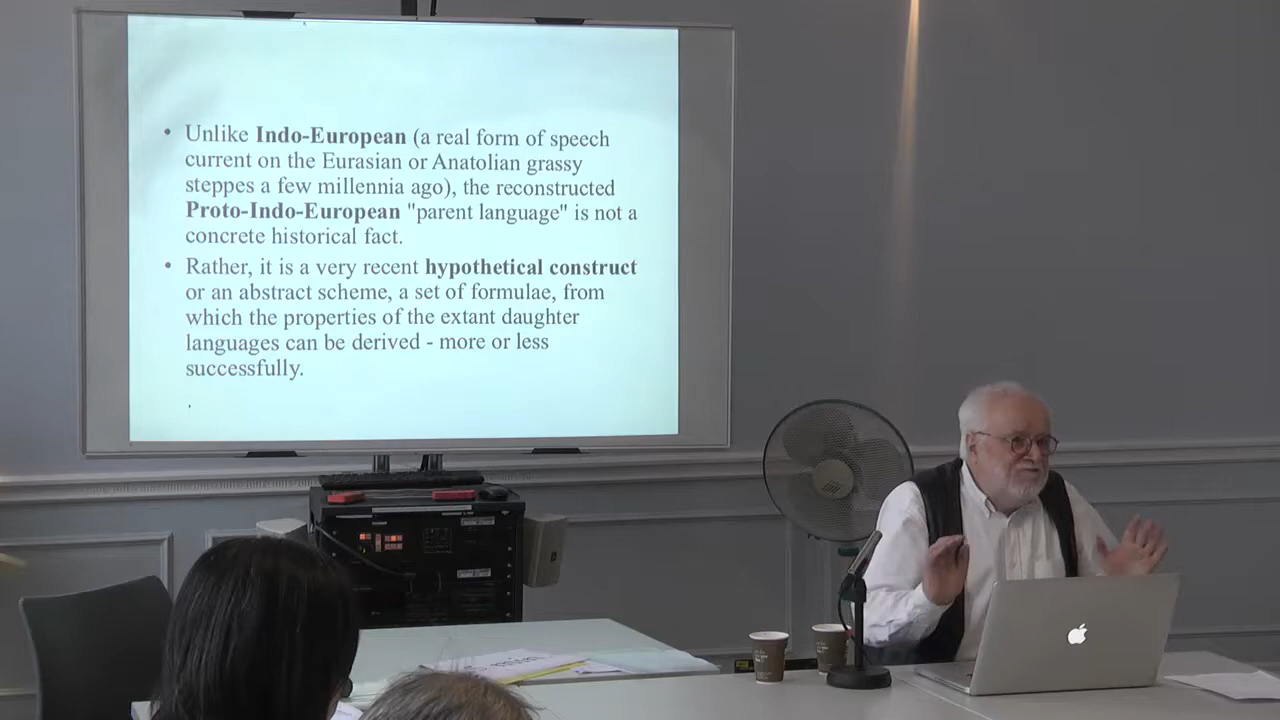 • Unlike Indo-European (a real form of speech
current on the Eurasian or Anatolian grassy
steppes a few millennia ago), the reconstructed
Proto-Indo-European "parent language" is not a
concrete historical fact.
• Rather, it is a very recent hypothetical construct
or an abstract scheme, a set of formulae, from
which the properties of the extant daughter
languages can be derived - more or less
successfully.